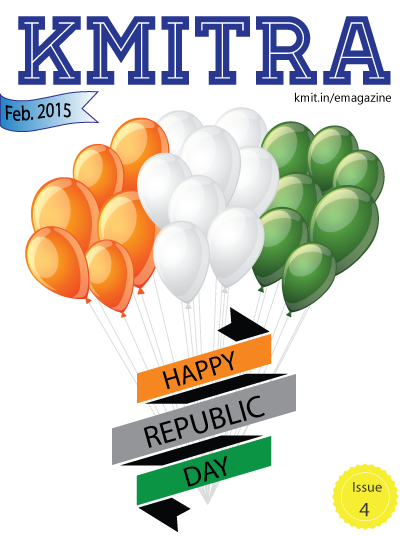 KMITRA
kmit.in/emagazine
Feb. 2015
HAPPY
REPUBLIC
DAY
Issue
4